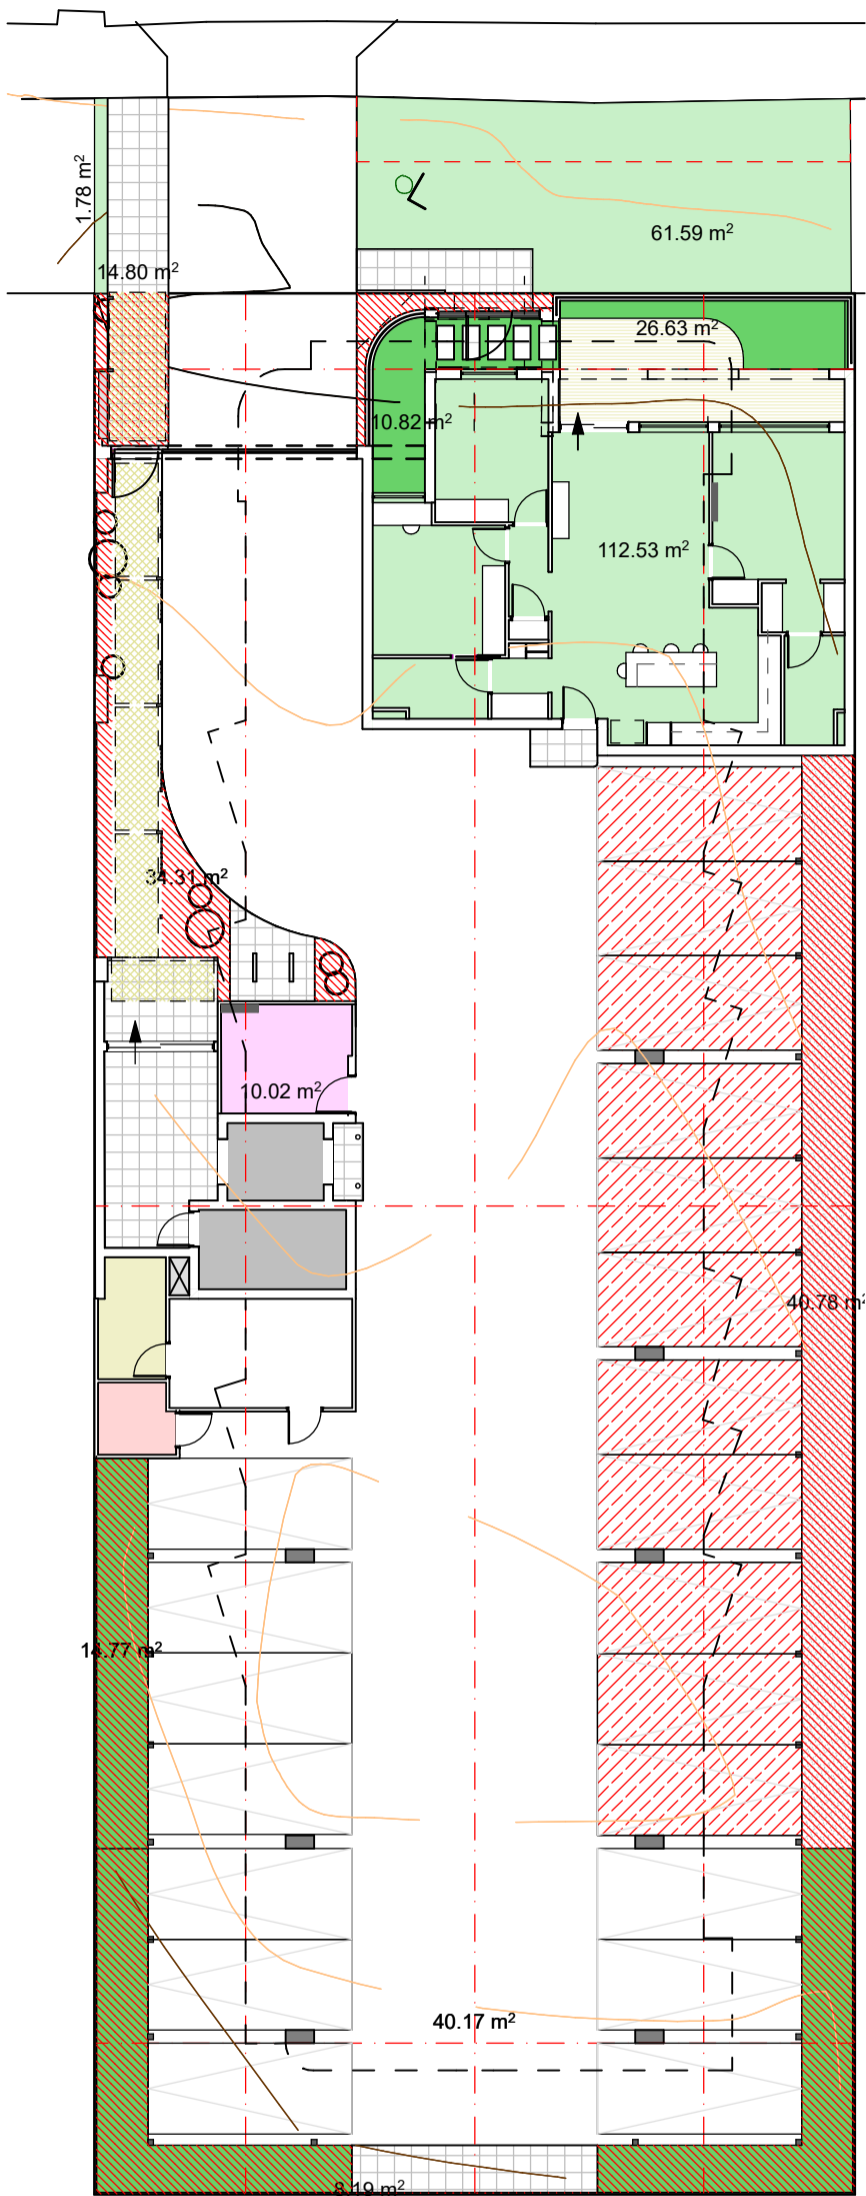 1.78 m²
61.59 m²
14.80 m²
26.63 m²
10.82 m²
112.53 m²
34.31 m²
10.02 m²
40.78 m²
14.77 m²
40.17 m²
8.19 m²